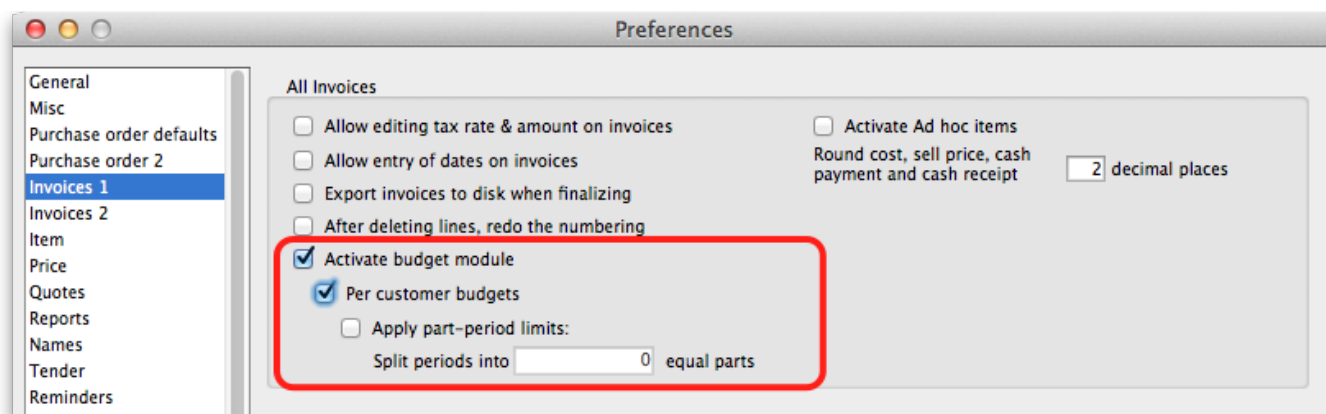 Preferences
General
Misc
Purchase order defaults
Purchase order 2
Invoices 1
Invoices 2
Item
Price
Quotes
Reports
Names
Tender
Reminders
All Invoices
Allow editing tax rate & amount on invoices
Allow entry of dates on invoices
Export invoices to disk when finalizing
After deleting lines, redo the numbering
Activate budget module
Per customer budgets
Apply part-period limits:
Split periods into 0 equal parts
Activate Ad hoc items
Round cost, sell price, cash
payment and cash receipt 2 decimal places